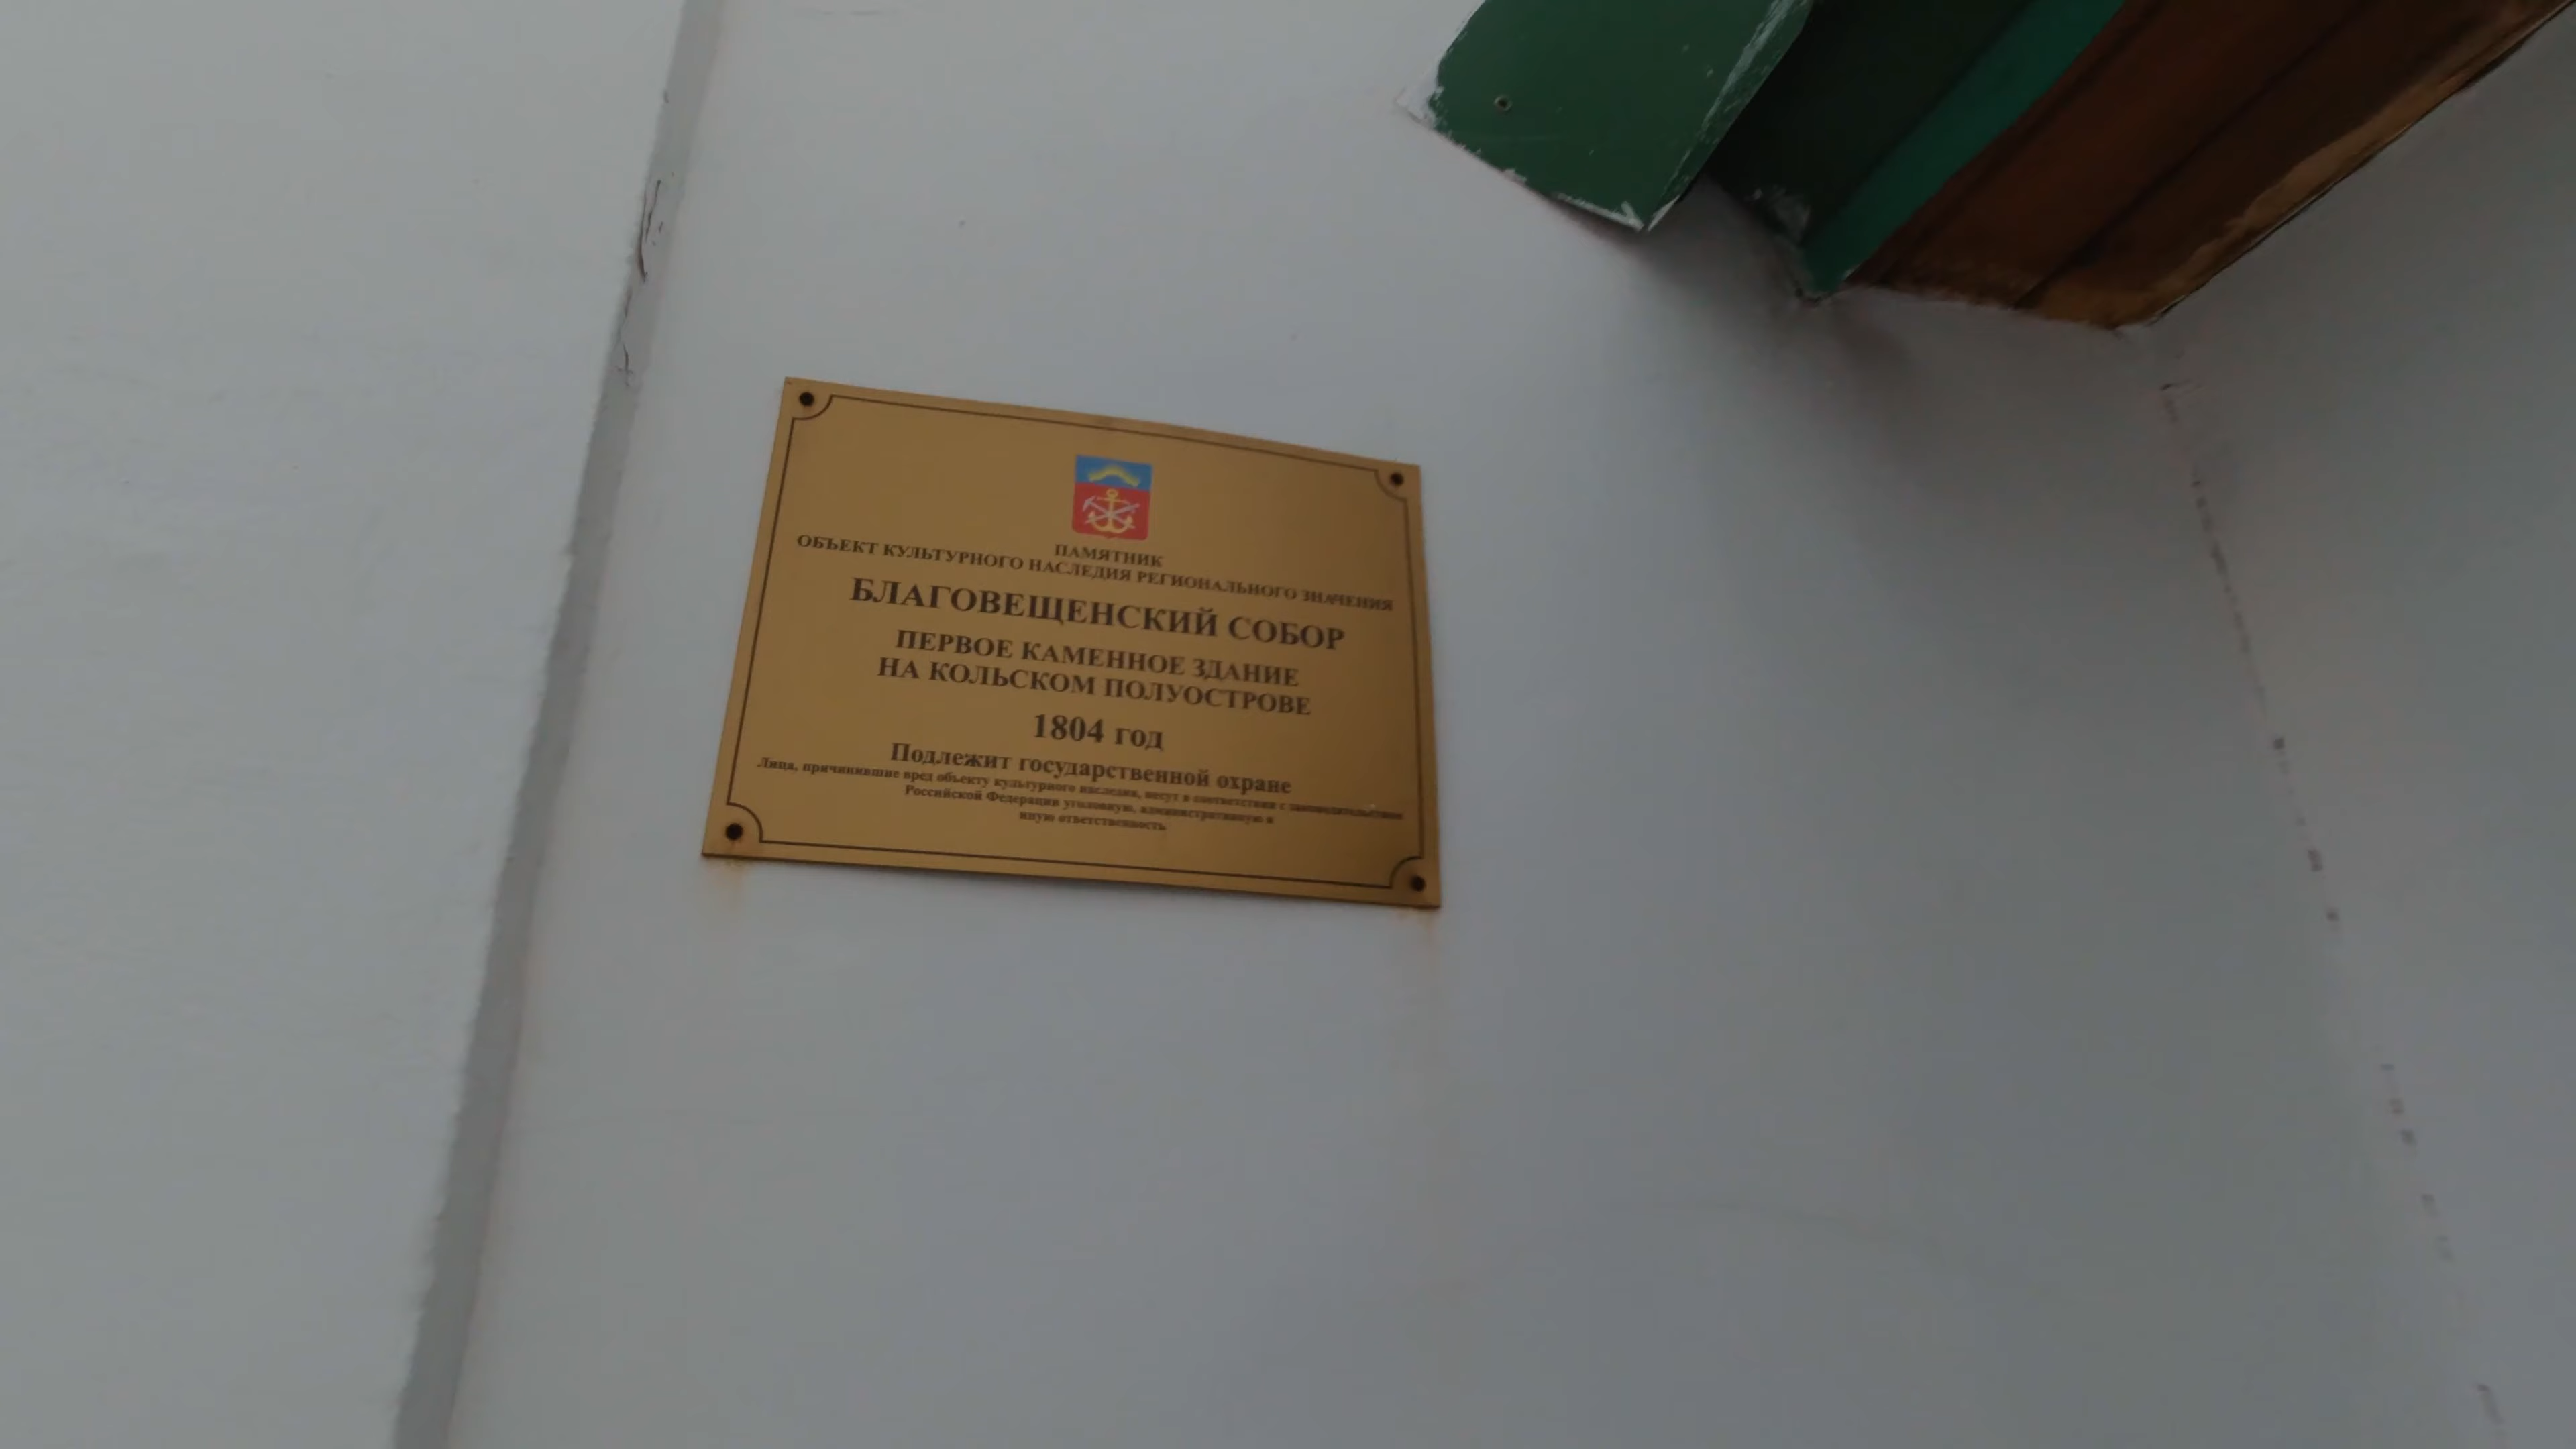 ПАМЯТНИК
ОБЪЕКТ КУЛЬТУРНОГО НАСЛЕДИЯ РЕГИОНАЛЬНОГО ЗНАЧЕНИЯ
БЛАГОВЕЩЕНСКИЙ СОБОР
ПЕРВОЕ КАМЕННОЕ ЗДАНИЕ
НА КОЛЬСКОМ ПОЛУОСТРОВЕ
1804 год
Подлежит государственной охране
Лица, причинившие вред объекту культурного наследия, несут в соответствии с законодательством
Российской Федерации уголовную, административную и
иную ответственность